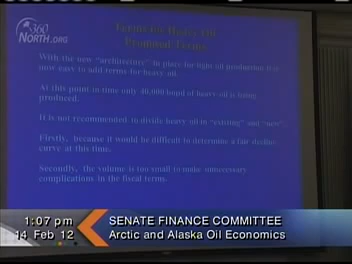 360
NORTH.ORG
Terms for Heavy Oil
Proposed Terms
With the new "architecture" in place for light oil production it is
now easy to add terms for heavy oil.
At this point in time only 40,000 bopd of heavy oil is being
produced.
It is not recommended to divide heavy oil in "existing" and "new".
Firstly, because it would be difficult to determine a fair decline
curve at this time.
Secondly, the volume is too small to make unnecessary
complications in the fiscal terms.
1:07 pm
14 Feb 12
SENATE FINANCE COMMITTEE
Arctic and Alaska Oil Economics